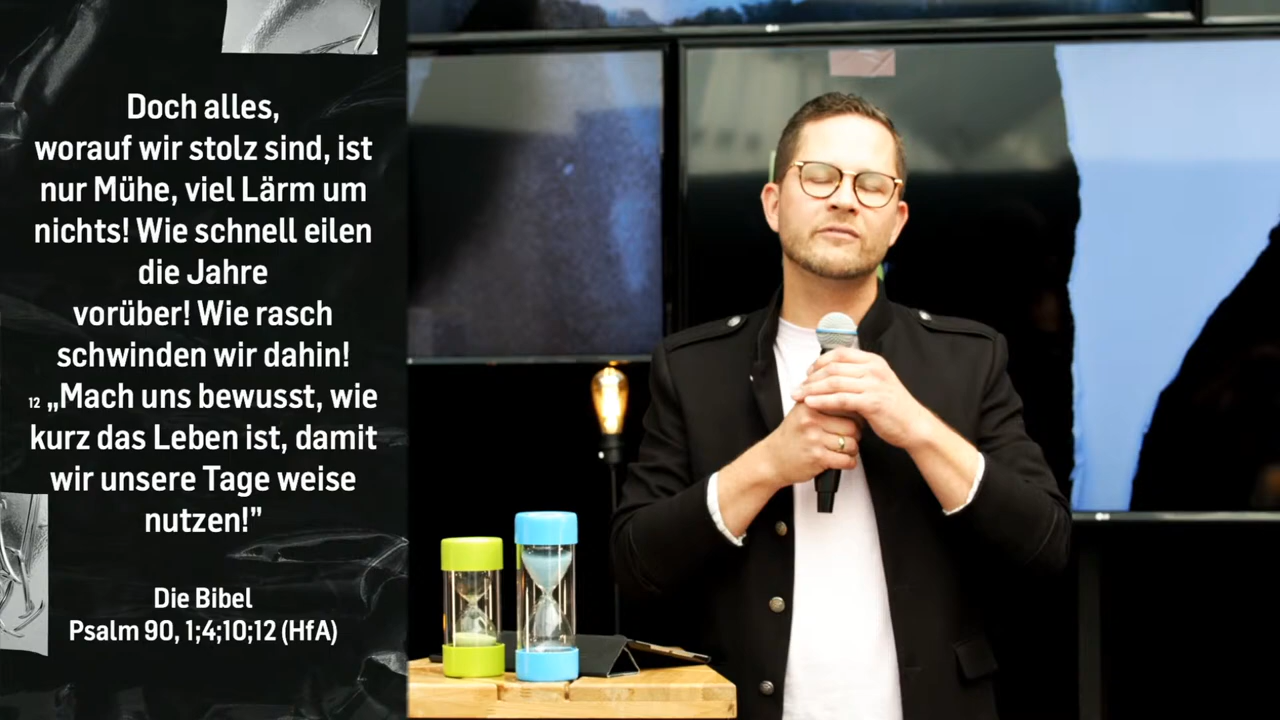 Doch alles,
worauf wir stolz sind, ist
nur Mühe, viel Lärm um
nichts! Wie schnell eilen
die Jahre
vorüber! Wie rasch
schwinden wir dahin!
12 „Mach uns bewusst, wie
kurz das Leben ist, damit
wir unsere Tage weise
nutzen!”
Die Bibel
Psalm 90, 1;4;10;12 (HfA)